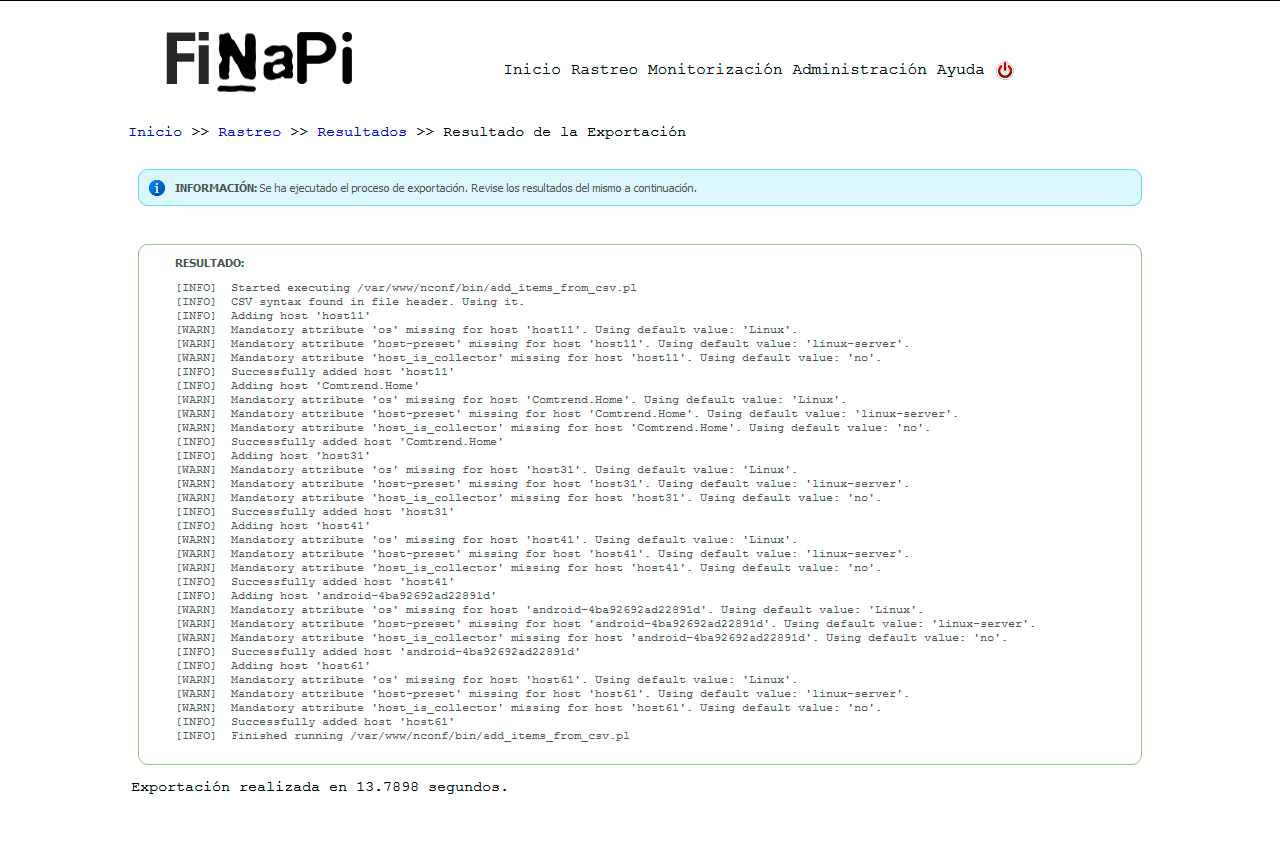 FiNaPi
Inicio Rastreo Monitorización Administración Ayuda
Inicio >> Rastreo >> Resultados >> Resultado de la Exportación
INFORMACIÓN: Se ha ejecutado el proceso de exportación. Revise los resultados del mismo a continuación.
RESULTADO:
[INFO]  Started executing /var/www/nconf/bin/add_items_from_csv.pl
[INFO]  CSV syntax found in file header. Using it.
[INFO]  Adding host 'host11'
[WARN]  Mandatory attribute 'os' missing for host 'host11'. Using default value: 'Linux'.
[WARN]  Mandatory attribute 'host-preset' missing for host 'host11'. Using default value: 'linux-server'.
[WARN]  Mandatory attribute 'host_is_collector' missing for host 'host11'. Using default value: 'no'.
[INFO]  Successfully added host 'host11'
[INFO]  Adding host 'Comtrend.Home'
[WARN]  Mandatory attribute 'os' missing for host 'Comtrend.Home'. Using default value: 'Linux'.
[WARN]  Mandatory attribute 'host-preset' missing for host 'Comtrend.Home'. Using default value: 'linux-server'.
[WARN]  Mandatory attribute 'host_is_collector' missing for host 'Comtrend.Home'. Using default value: 'no'.
[INFO]  Successfully added host 'Comtrend.Home'
[INFO]  Adding host 'host31'
[WARN]  Mandatory attribute 'os' missing for host 'host31'. Using default value: 'Linux'.
[WARN]  Mandatory attribute 'host-preset' missing for host 'host31'. Using default value: 'linux-server'.
[WARN]  Mandatory attribute 'host_is_collector' missing for host 'host31'. Using default value: 'no'.
[INFO]  Successfully added host 'host31'
[INFO]  Adding host 'host41'
[WARN]  Mandatory attribute 'os' missing for host 'host41'. Using default value: 'Linux'.
[WARN]  Mandatory attribute 'host-preset' missing for host 'host41'. Using default value: 'linux-server'.
[WARN]  Mandatory attribute 'host_is_collector' missing for host 'host41'. Using default value: 'no'.
[INFO]  Successfully added host 'host41'
[INFO]  Adding host 'android-4ba92692ad22891d'
[WARN]  Mandatory attribute 'os' missing for host 'android-4ba92692ad22891d'. Using default value: 'Linux'.
[WARN]  Mandatory attribute 'host-preset' missing for host 'android-4ba92692ad22891d'. Using default value: 'linux-server'.
[WARN]  Mandatory attribute 'host_is_collector' missing for host 'android-4ba92692ad22891d'. Using default value: 'no'.
[INFO]  Successfully added host 'android-4ba92692ad22891d'
[INFO]  Adding host 'host61'
[WARN]  Mandatory attribute 'os' missing for host 'host61'. Using default value: 'Linux'.
[WARN]  Mandatory attribute 'host-preset' missing for host 'host61'. Using default value: 'linux-server'.
[WARN]  Mandatory attribute 'host_is_collector' missing for host 'host61'. Using default value: 'no'.
[INFO]  Successfully added host 'host61'
[INFO]  Finished running /var/www/nconf/bin/add_items_from_csv.pl
Exportación realizada en 13.7898 segundos.